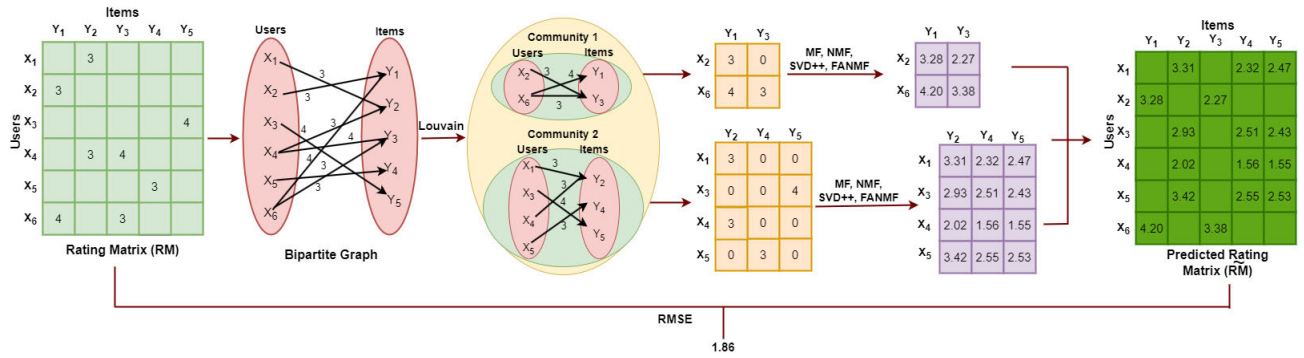 Items
Y1 Y2 Y3 Y4 Y5
Users
X1 3
X2 3
X3 4
X4 3 4
X5 3
X6 4 3
Rating Matrix (RM)
Users
Items
X1
X2
X3
X4
X5
X6
Y1
Y2
Y3
Y4
Y5
3
3
4
4
3
4
3
3
Bipartite Graph
Louvain
Community 1
Users Items
X2
X6
Y1
Y3
3
4
3
Community 2
Users Items
X1
X3
X4
X5
Y2
Y4
Y5
3
3
4
3
Y1 Y3
X2 3 0
X6 4 3
MF, NMF,
SVD++, FANMF
Y1 Y3
X2 3.28 2.27
X6 4.20 3.38
Y2 Y4 Y5
X1 3 0 0
X3 0 0 4
X4 3 0 0
X5 0 3 0
MF, NMF,
SVD++, FANMF
Y2 Y4 Y5
X1 3.31 2.32 2.47
X3 2.93 2.51 2.43
X4 2.02 1.56 1.55
X5 3.42 2.55 2.53
Items
Y1 Y2 Y3 Y4 Y5
Users
X1 3.31 2.32 2.47
X2 3.28 2.27
X3 2.93 2.51 2.43
X4 2.02 1.56 1.55
X5 3.42 2.55 2.53
X6 4.20 3.38
Predicted Rating
Matrix (R̃M)
RMSE
1.86